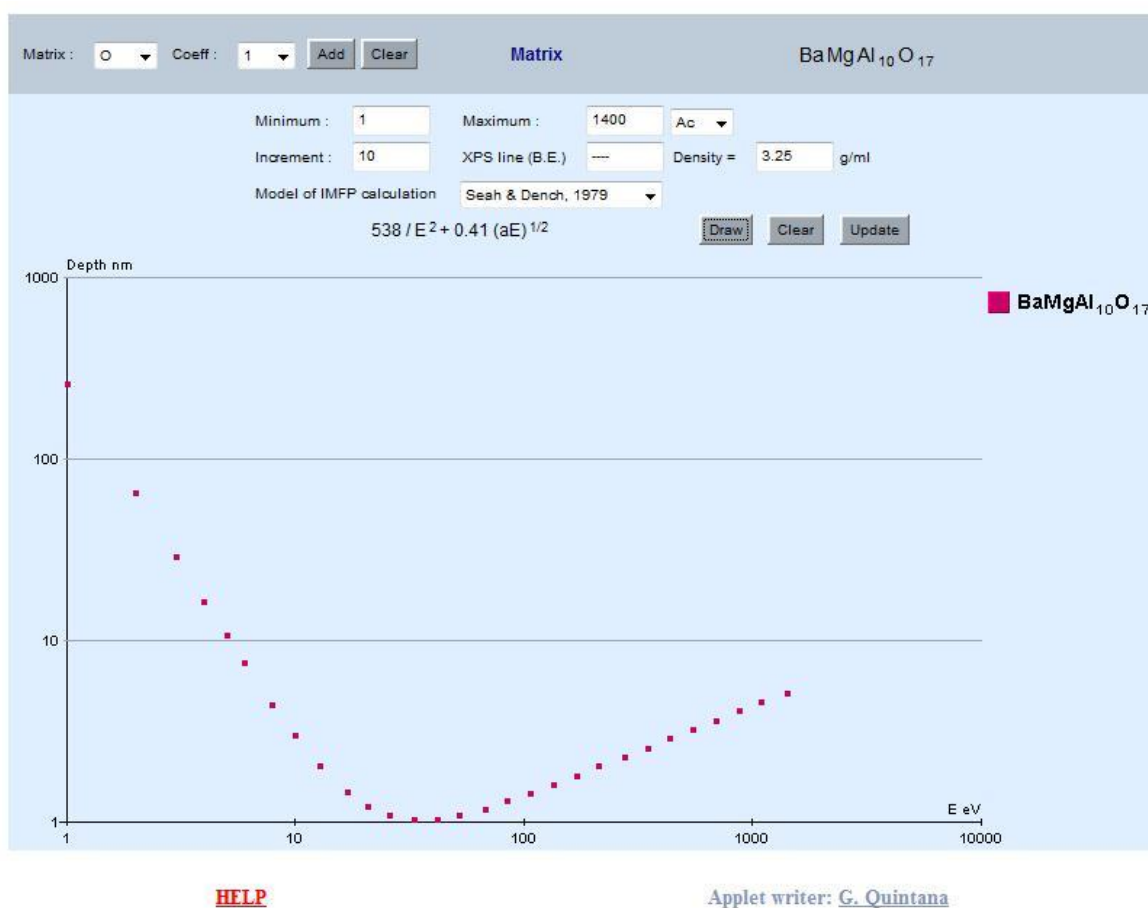 Matrix : O Coeff : 1 Add Clear Matrix BaMgAl10O17
Minimum : 1 Maximum : 1400 Ac
Increment : 10 XPS line (B.E.) ---- Density = 3.25 g/ml
Model of IMFP calculation Seah & Dench, 1979
538 / E2 + 0.41 (aE)1/2 Draw Clear Update
Depth nm
1000
BaMgAl10O17
100
10
E eV
1
1 10 100 1000 10000
HELP Applet writer: G. Quintana